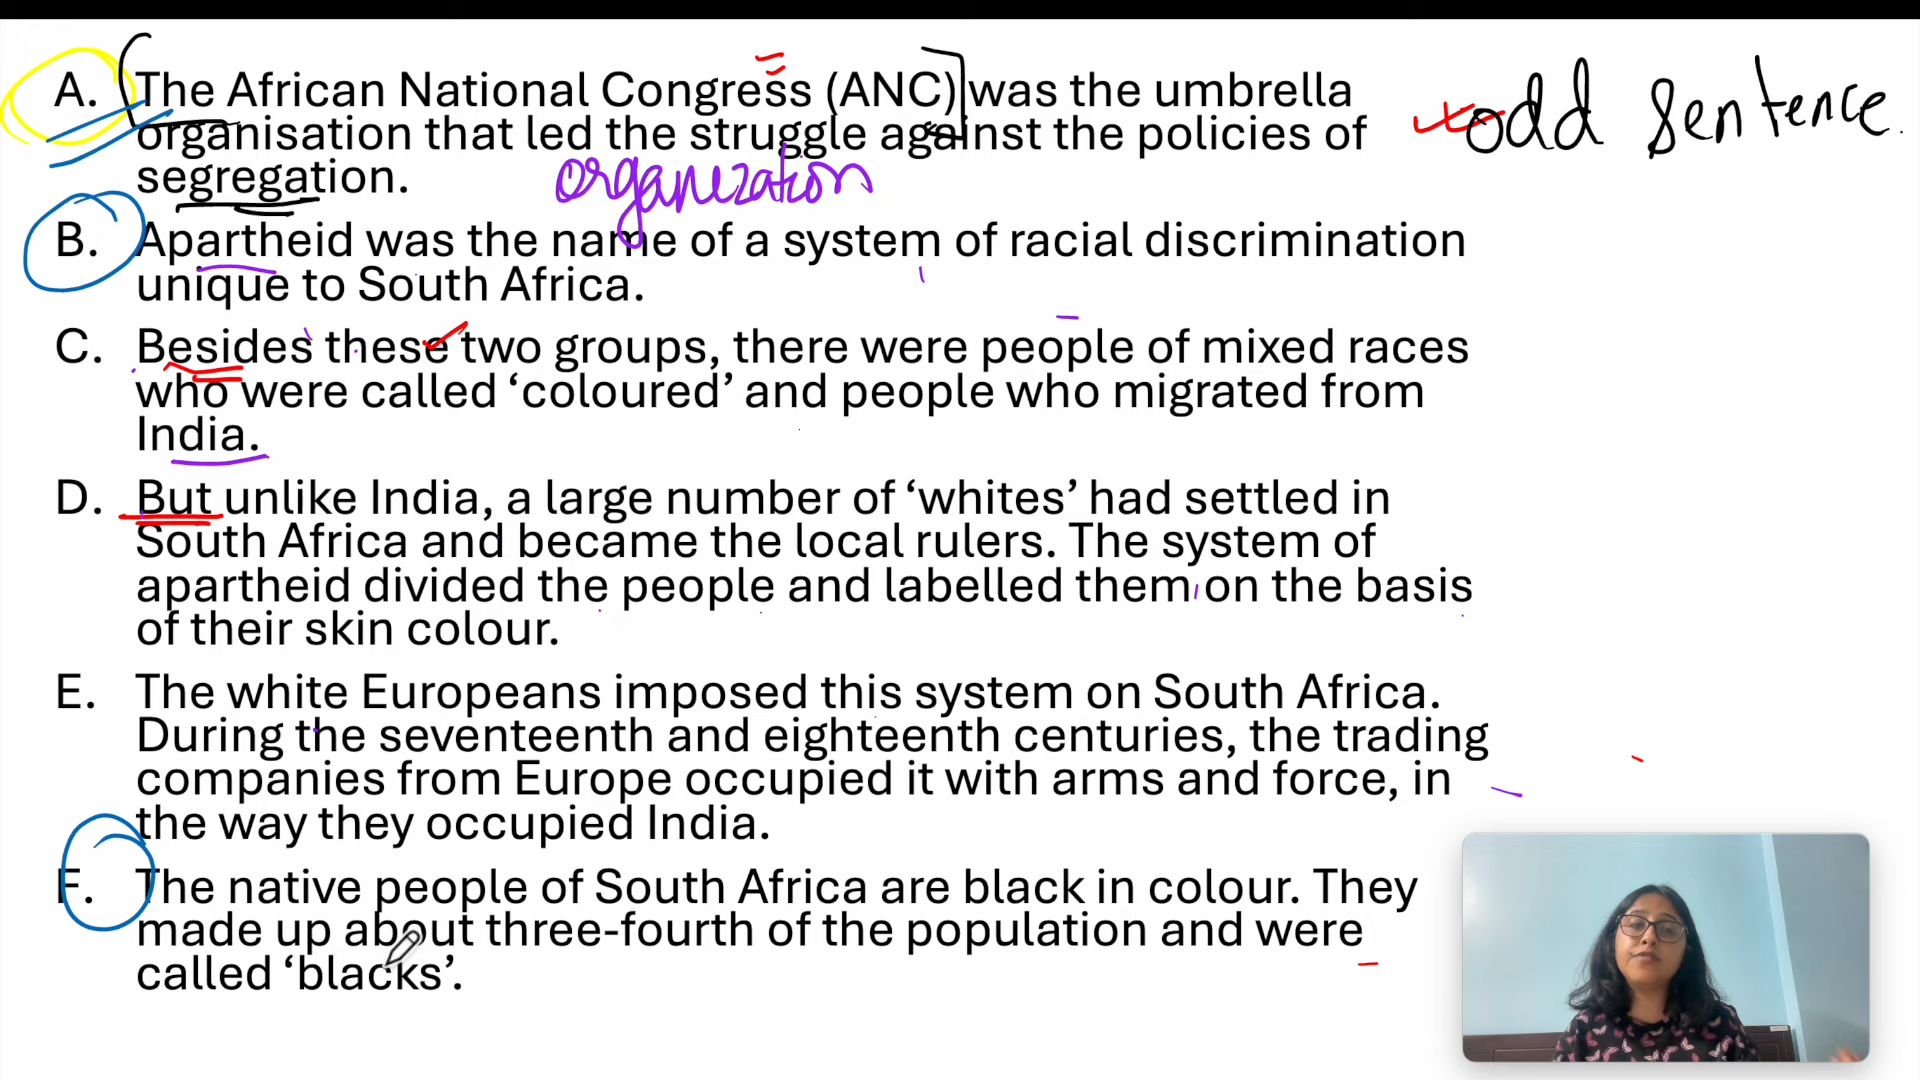 A. The African National Congress (ANC) was the umbrella
organisation that led the struggle against the policies of
segregation.
odd sentence
organization
B. Apartheid was the name of a system of racial discrimination
unique to South Africa.
C. Besides these two groups, there were people of mixed races
who were called ‘coloured’ and people who migrated from
India.
D. But unlike India, a large number of ‘whites’ had settled in
South Africa and became the local rulers. The system of
apartheid divided the people and labelled them on the basis
of their skin colour.
E. The white Europeans imposed this system on South Africa.
During the seventeenth and eighteenth centuries, the trading
companies from Europe occupied it with arms and force, in
the way they occupied India.
F. The native people of South Africa are black in colour. They
made up about three-fourth of the population and were
called ‘blacks’.